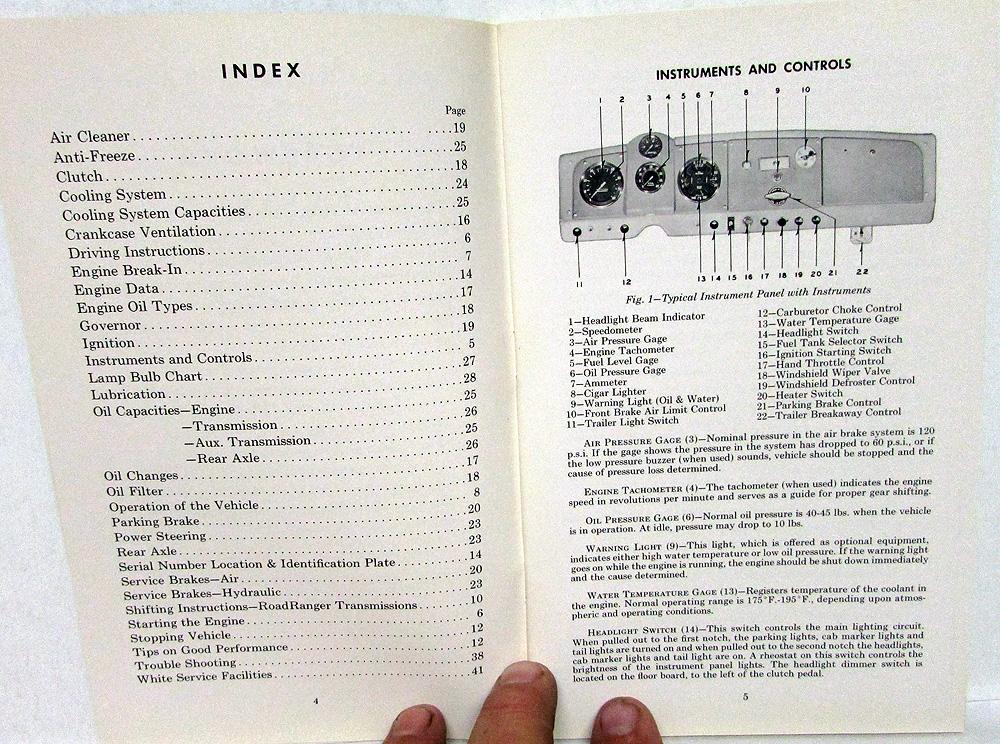 INDEX
Page
Air Cleaner . . . . . 19
Anti-Freeze . . . . . 25
Clutch . . . . . 18
Cooling System . . . . . 24
Cooling System Capacities . . . . . 25
Crankcase Ventilation . . . . . 16
Driving Instructions . . . . . 6
Engine Break-In . . . . . 7
Engine Data . . . . . 14
Engine Oil Types . . . . . 17
Governor . . . . . 18
Ignition . . . . . 19
Instruments and Controls . . . . . 5
Lamp Bulb Chart . . . . . 27
Lubrication . . . . . 28
Oil Capacities—Engine . . . . . 25
—Transmission . . . . . 26
—Aux. Transmission . . . . . 25
—Rear Axle . . . . . 26
Oil Changes . . . . . 17
Oil Filter . . . . . 18
Operation of the Vehicle . . . . . 8
Parking Brake . . . . . 20
Power Steering . . . . . 23
Rear Axle . . . . . 23
Serial Number Location & Identification Plate . . . . . 14
Service Brakes—Air . . . . . 20
Service Brakes—Hydraulic . . . . . 23
Shifting Instructions—RoadRanger Transmissions . . . . . 10
Starting the Engine . . . . . 6
Stopping Vehicle . . . . . 12
Tips on Good Performance . . . . . 12
Trouble Shooting . . . . . 38
White Service Facilities . . . . . 41
4
INSTRUMENTS AND CONTROLS
1 2 3 4 5 6 7 8 9 10
11 12 13 14 15 16 17 18 19 20 21 22
Fig. 1—Typical Instrument Panel with Instruments
1—Headlight Beam Indicator
2—Speedometer
3—Air Pressure Gage
4—Engine Tachometer
5—Fuel Level Gage
6—Oil Pressure Gage
7—Ammeter
8—Cigar Lighter
9—Warning Light (Oil & Water)
10—Front Brake Air Limit Control
11—Trailer Light Switch
12—Carburetor Choke Control
13—Water Temperature Gage
14—Headlight Switch
15—Fuel Tank Selector Switch
16—Ignition Starting Switch
17—Hand Throttle Control
18—Windshield Wiper Valve
19—Windshield Defroster Control
20—Heater Switch
21—Parking Brake Control
22—Trailer Breakaway Control
AIR PRESSURE GAGE (3)—Nominal pressure in the air brake system is 120
p.s.i. If the gage shows the pressure in the system has dropped to 60 p.s.i., or if
the low pressure buzzer (when used) sounds, vehicle should be stopped and the
cause of pressure loss determined.
ENGINE TACHOMETER (4)—The tachometer (when used) indicates the engine
speed in revolutions per minute and serves as a guide for proper gear shifting.
OIL PRESSURE GAGE (6)—Normal oil pressure is 40-45 lbs. when the vehicle
is in operation. At idle, pressure may drop to 10 lbs.
WARNING LIGHT (9)—This light, which is offered as optional equipment,
indicates either high water temperature or low oil pressure. If the warning light
goes on while the engine is running, the engine should be shut down immediately
and the cause determined.
WATER TEMPERATURE GAGE (13)—Registers temperature of the coolant in
the engine. Normal operating range is 175°F.-195°F., depending upon atmos-
pheric and operating conditions.
HEADLIGHT SWITCH (14)—This switch controls the main lighting circuit.
When pulled out to the first notch, the parking lights, cab marker lights and
tail lights are turned on and when pulled out to the second notch the headlights,
cab marker lights and tail light are on. A rheostat on this switch controls the
brightness of the instrument panel lights. The headlight dimmer switch is
located on the floor board, to the left of the clutch pedal.
5